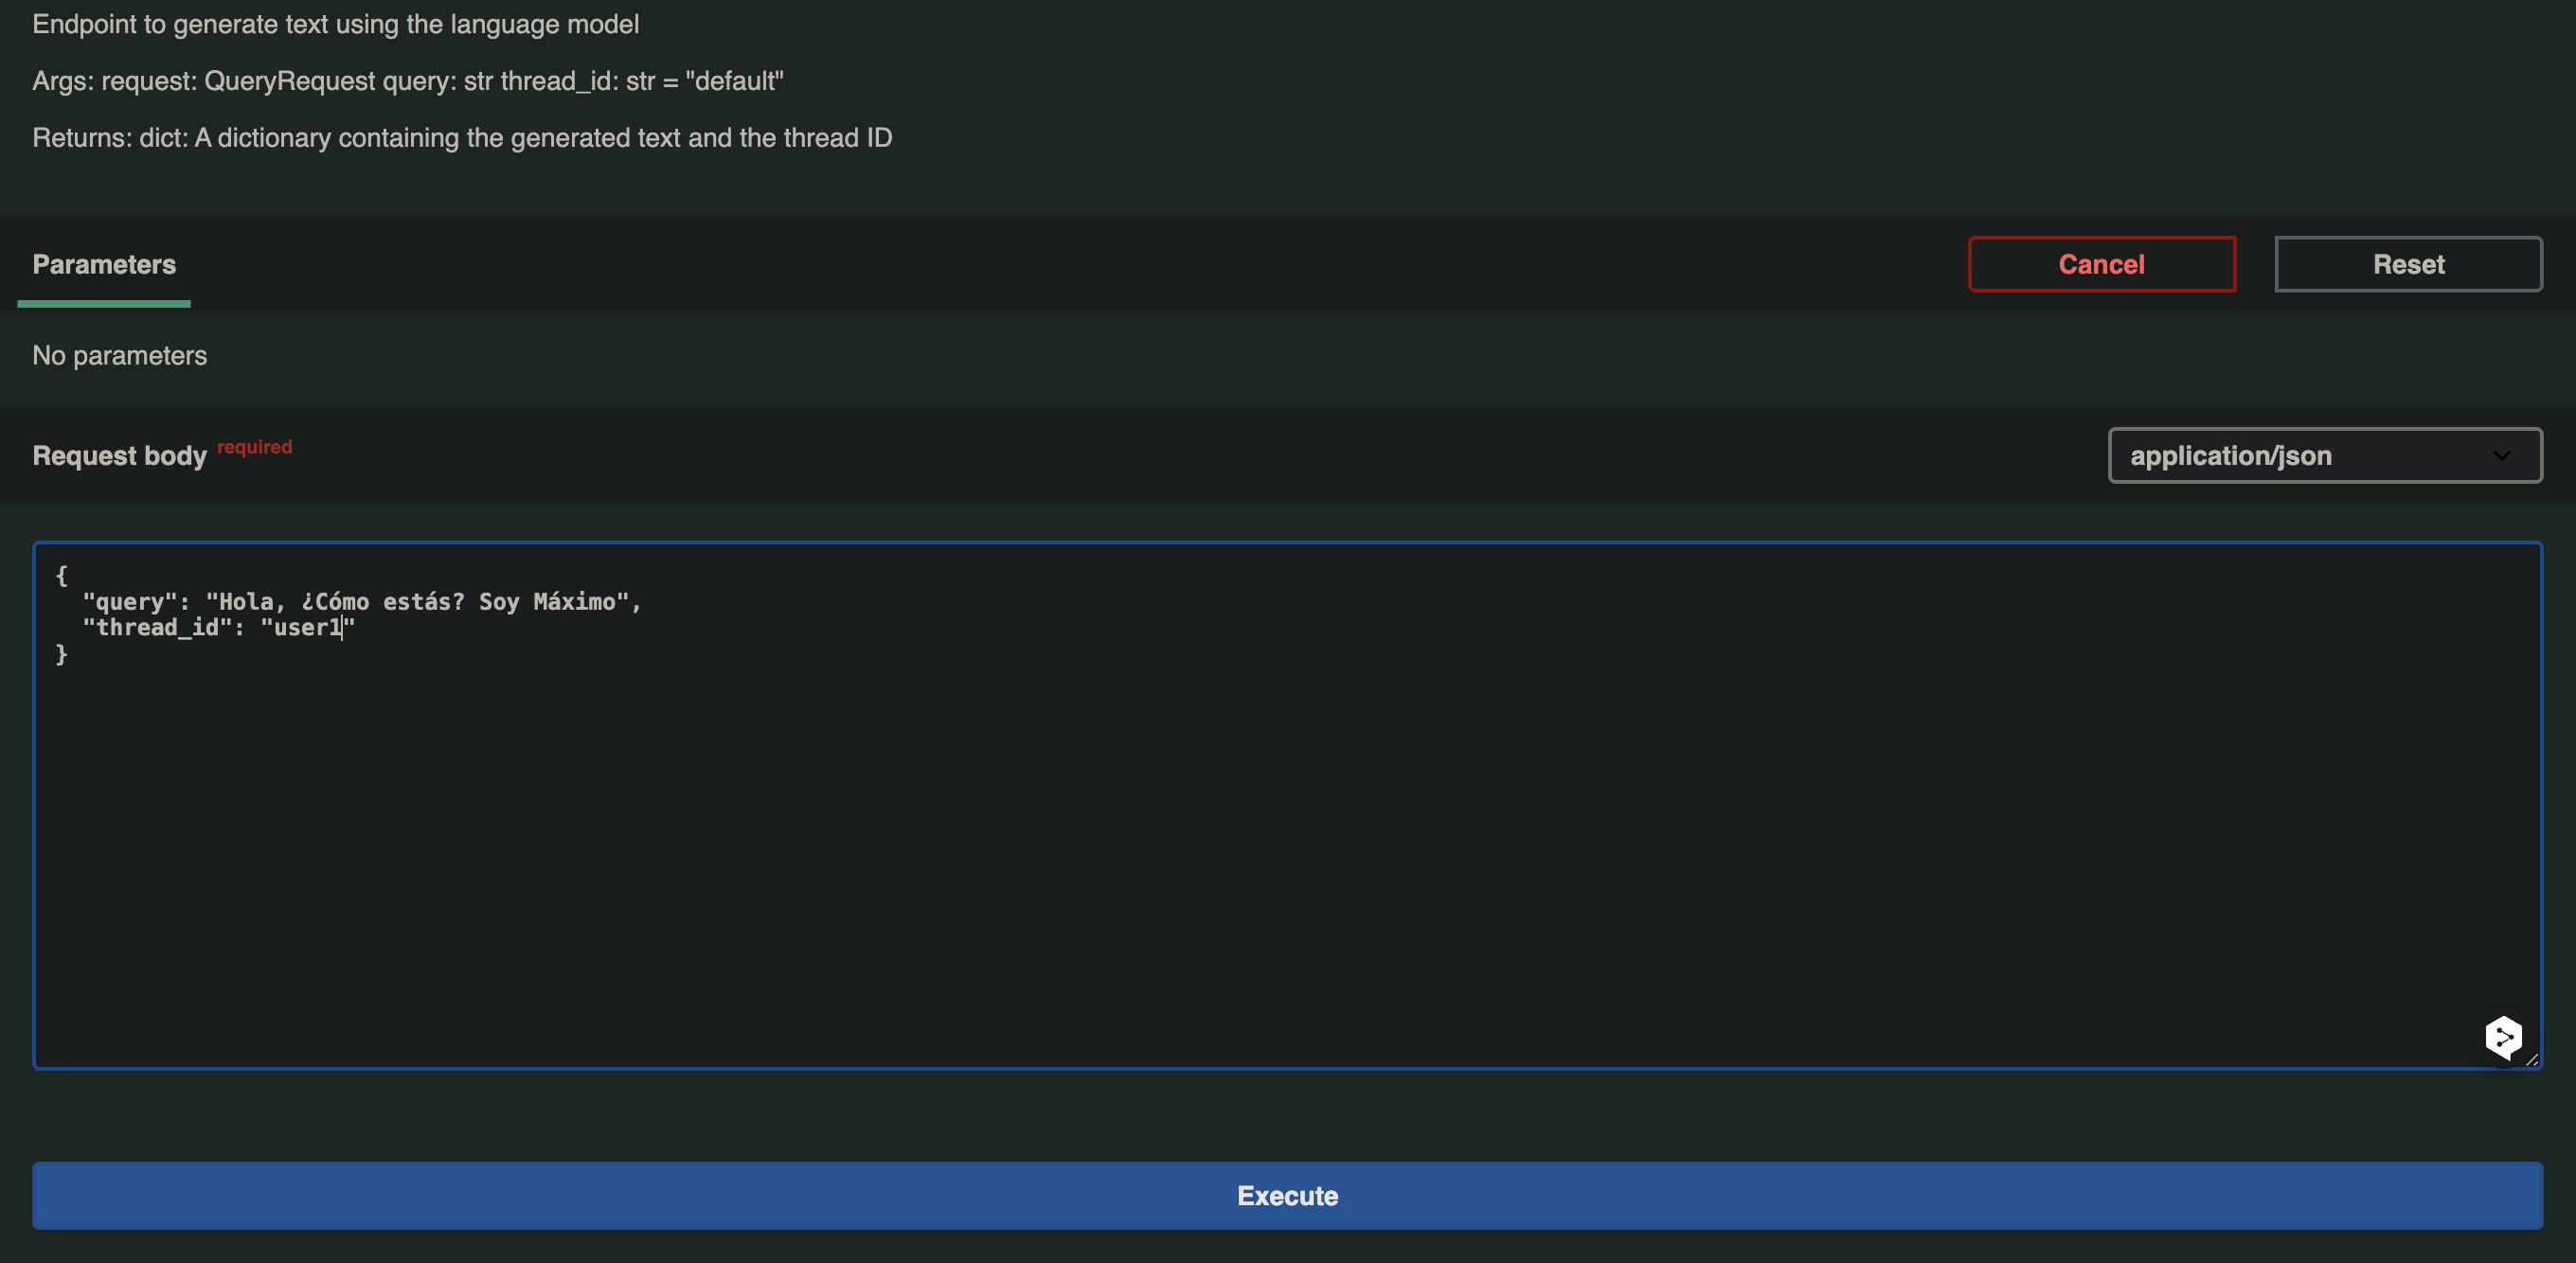 Endpoint to generate text using the language model
Args: request: QueryRequest query: str thread_id: str = "default"
Returns: dict: A dictionary containing the generated text and the thread ID
Parameters
Cancel
Reset
No parameters
Request body required
application/json
{
  "query": "Hola, ¿Cómo estás? Soy Máximo",
  "thread_id": "user1"
}
Execute